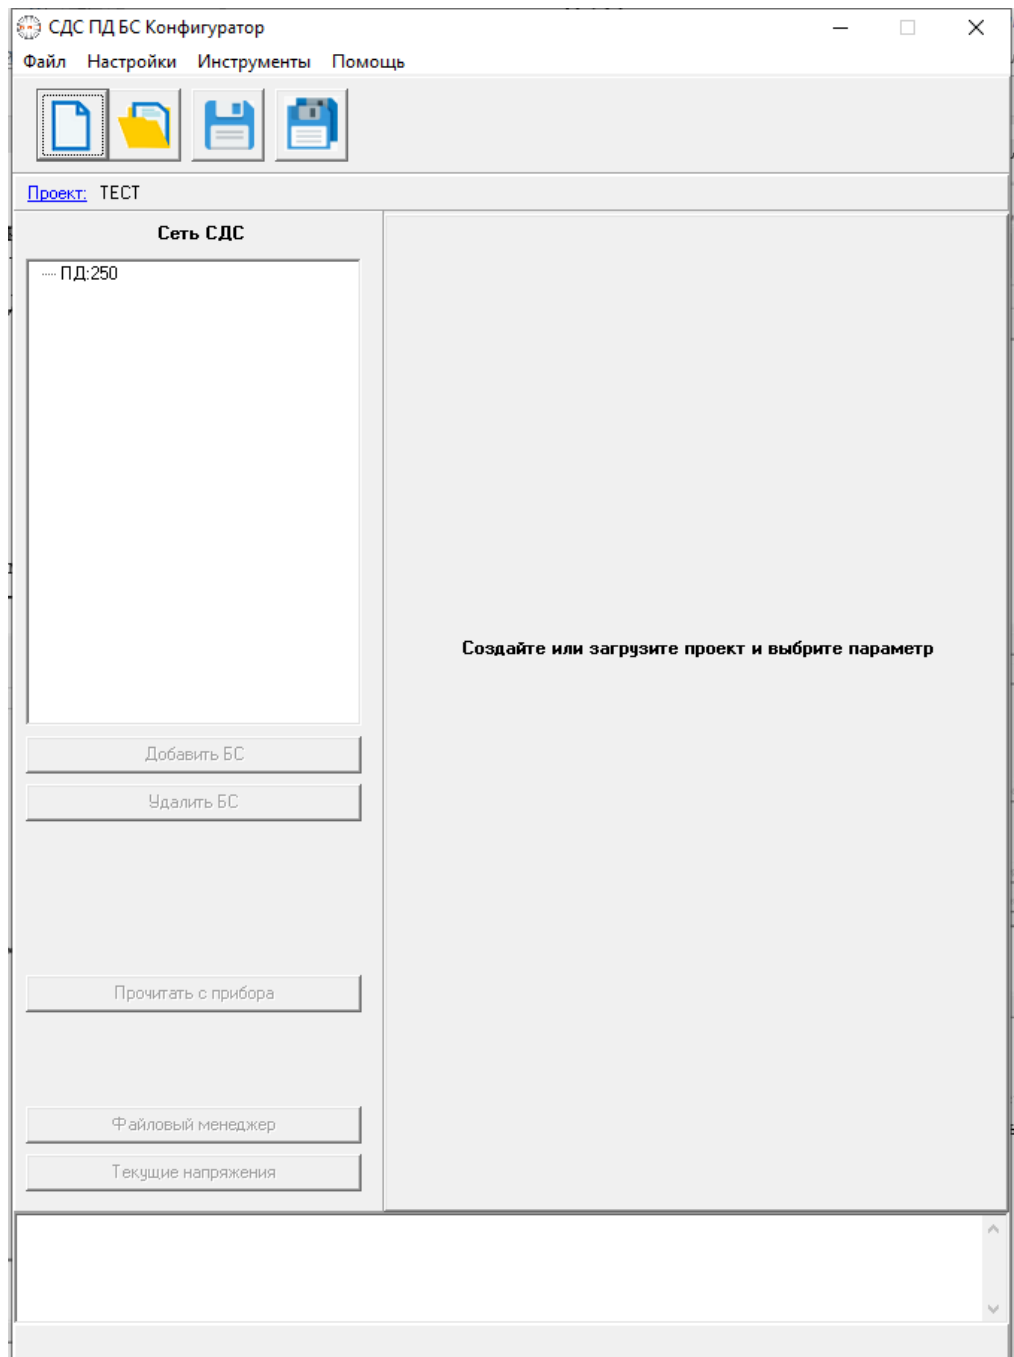 СДС ПД БС Конфигуратор
Файл Настройки Инструменты Помощь
Проект: ТЕСТ
Сеть СДС
ПД:250
Создайте или загрузите проект и выбрите параметр
Добавить БС
Удалить БС
Прочитать с прибора
Файловый менеджер
Текущие напряжения